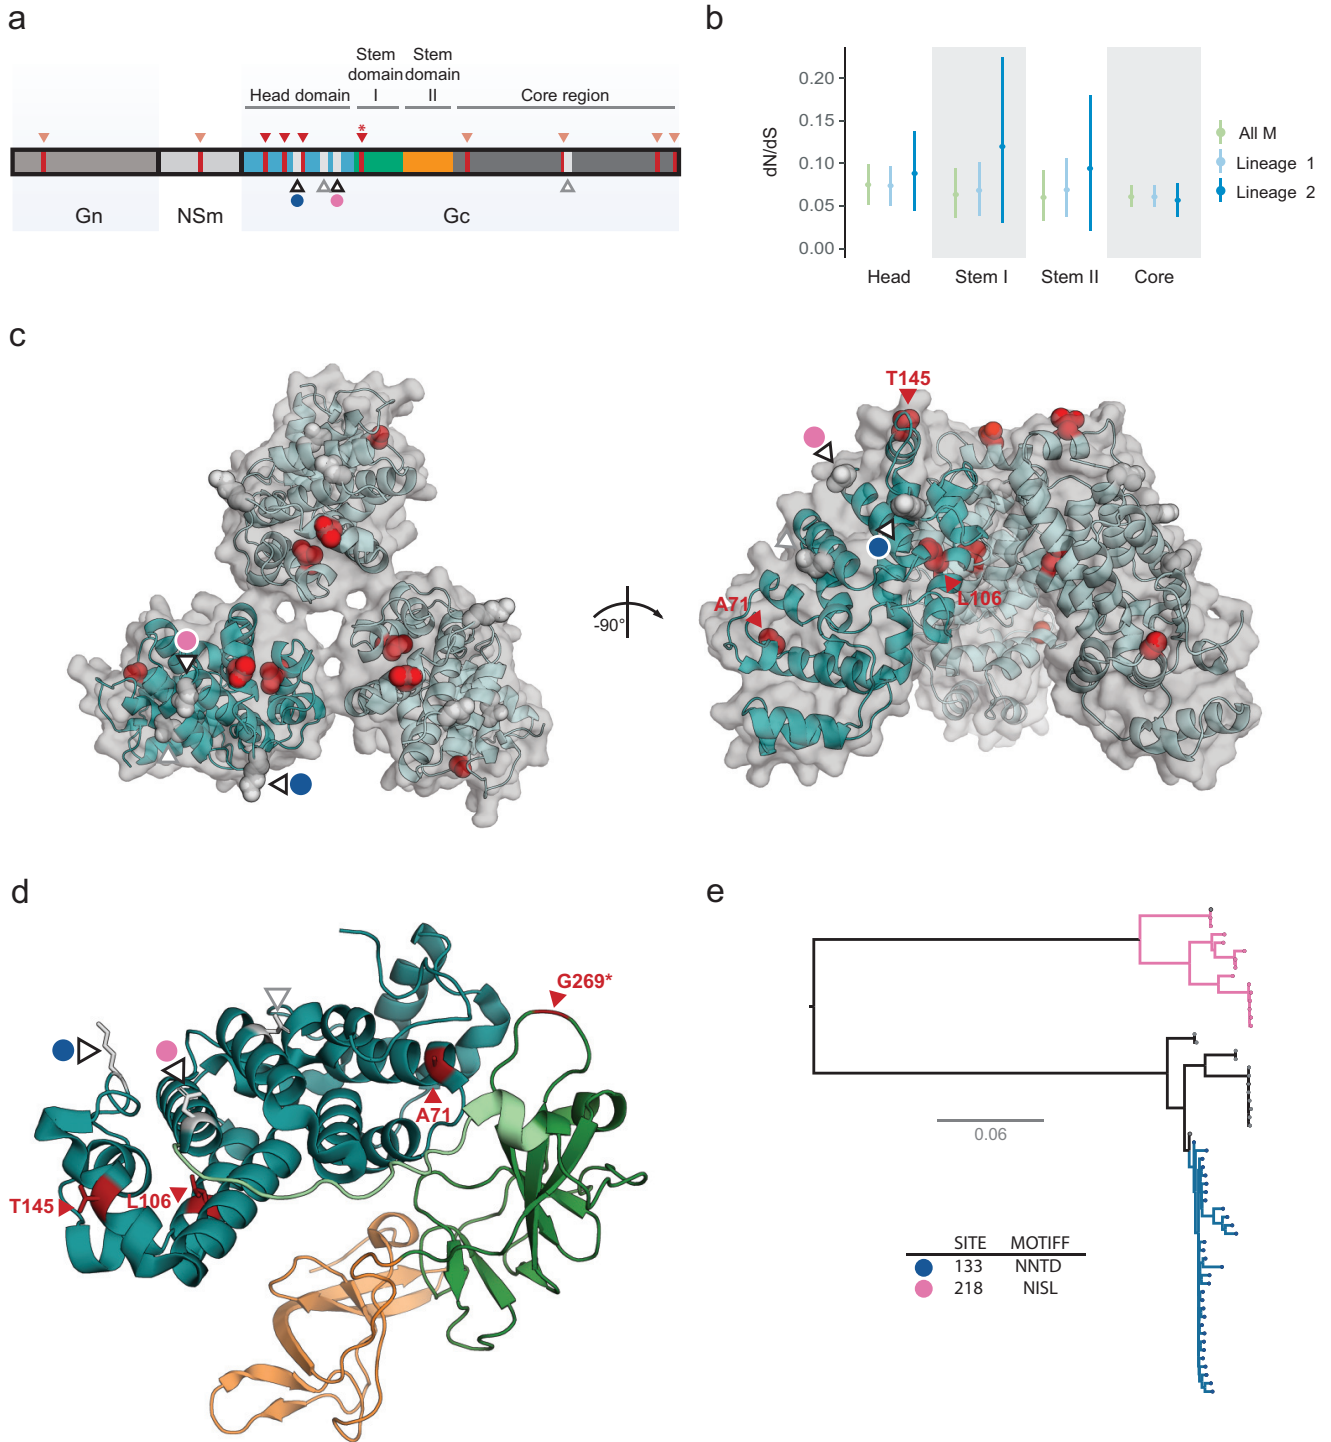 a
Stem domain I
Stem domain II
Head domain
Core region
*
Gn
NSm
Gc
b
dN/dS
0.20
0.15
0.10
0.05
0.00
Head
Stem I
Stem II
Core
All M
Lineage 1
Lineage 2
c
-90°
T145
A71
L106
d
G269*
A71
T145
L106
e
0.06
SITE MOTIFF
133 NNTD
218 NISL